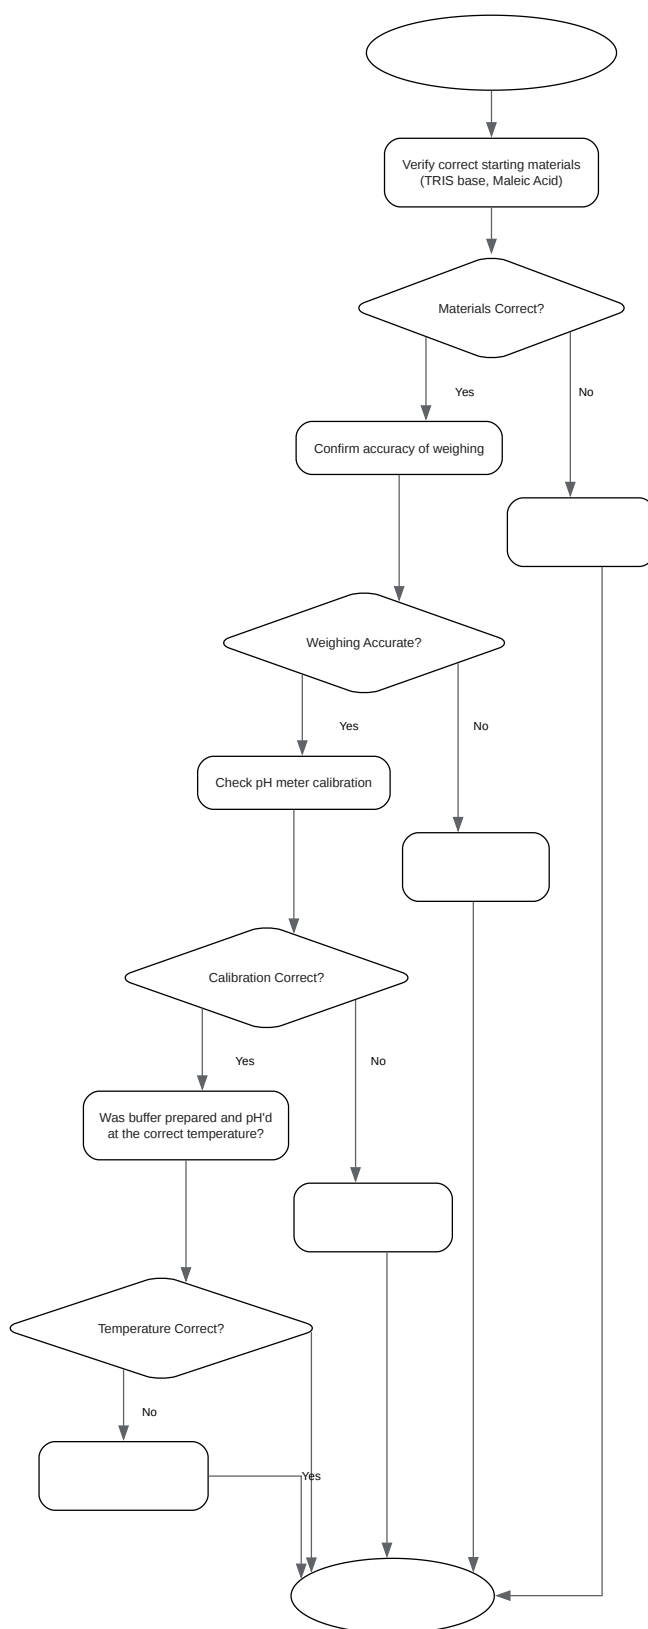 Verify correct starting materials
(TRIS base, Maleic Acid)
Materials Correct?
Yes
No
Confirm accuracy of weighing
Weighing Accurate?
Yes
No
Check pH meter calibration
Calibration Correct?
Yes
No
Was buffer prepared and pH'd
at the correct temperature?
Temperature Correct?
No
Yes